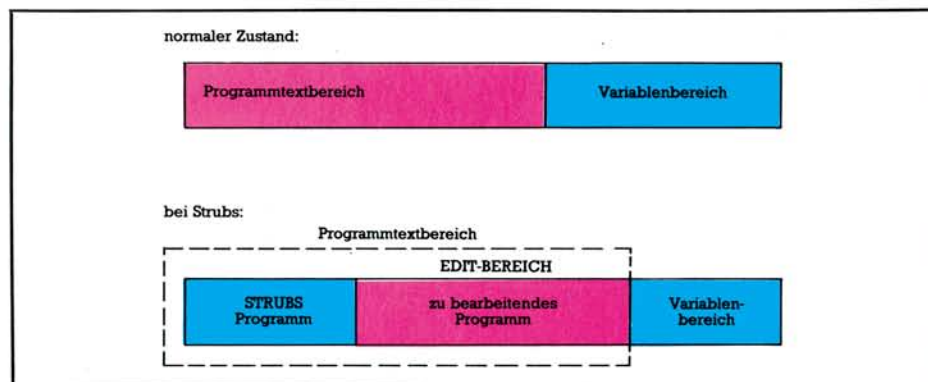 normaler Zustand:
Programmtextbereich
Variablenbereich
bei Strubs:
Programmtextbereich
EDIT-BEREICH
STRUBS
Programm
zu bearbeitendes
Programm
Variablen-
bereich